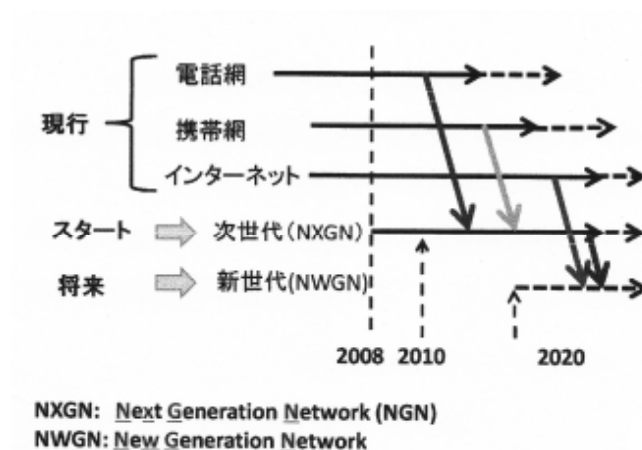 電話網
現行
携帯網
インターネット
スタート 次世代(NXGN)
将来 新世代(NWGN)
2008 2010 2020
NXGN: Next Generation Network (NGN)
NWGN: New Generation Network